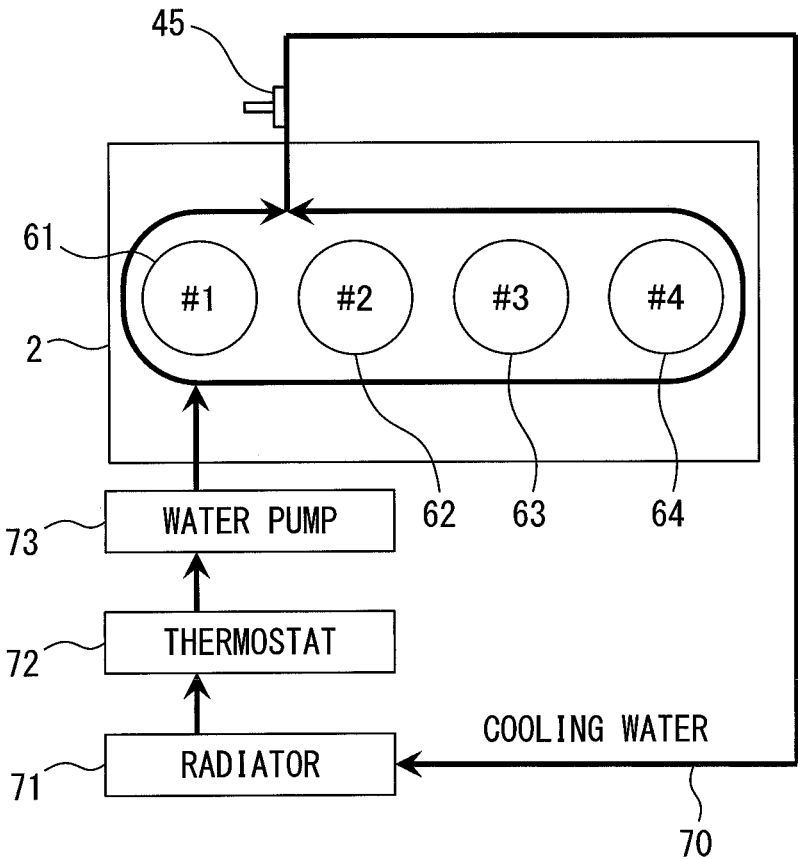 45
61
#1 #2 #3 #4
2
62 63 64
WATER PUMP
73
THERMOSTAT
72
COOLING WATER
RADIATOR
71
70